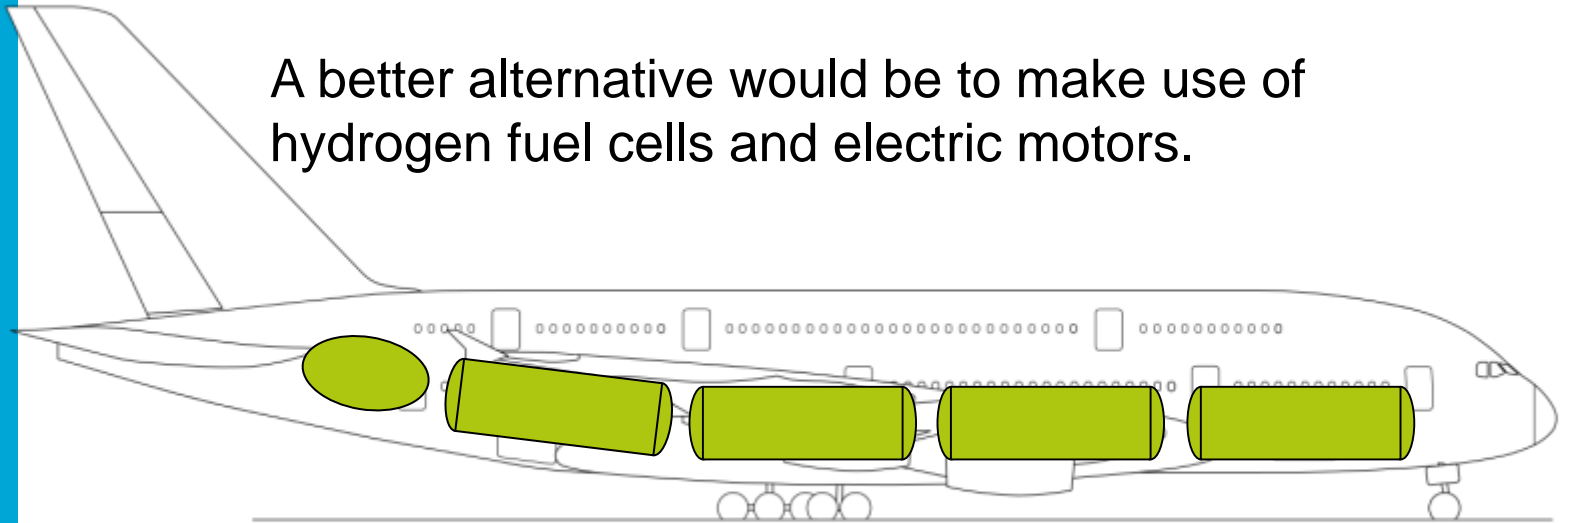 A better alternative would be to make use of
hydrogen fuel cells and electric motors.